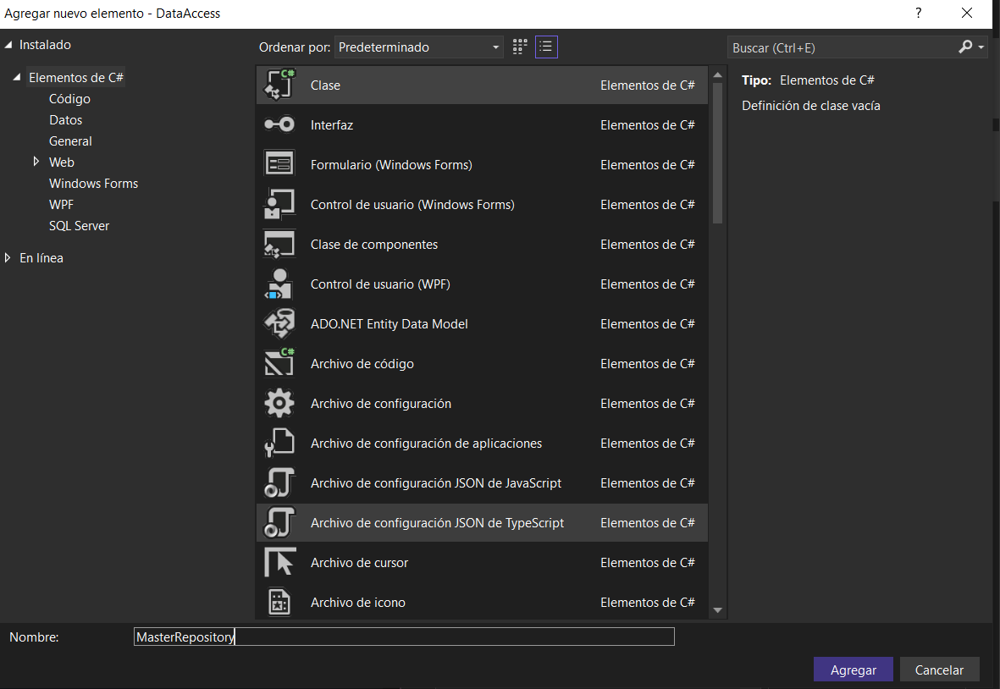 Agregar nuevo elemento - DataAccess
?
Instalado
Elementos de C#
Código
Datos
General
Web
Windows Forms
WPF
SQL Server
En línea
Ordenar por: Predeterminado
C# Clase Elementos de C#
Interfaz Elementos de C#
Formulario (Windows Forms) Elementos de C#
Control de usuario (Windows Forms) Elementos de C#
Clase de componentes Elementos de C#
Control de usuario (WPF) Elementos de C#
ADO.NET Entity Data Model Elementos de C#
C# Archivo de código Elementos de C#
Archivo de configuración Elementos de C#
Archivo de configuración de aplicaciones Elementos de C#
Archivo de configuración JSON de JavaScript Elementos de C#
Archivo de configuración JSON de TypeScript Elementos de C#
Archivo de cursor Elementos de C#
Archivo de icono Elementos de C#
Buscar (Ctrl+E)
Tipo: Elementos de C#
Definición de clase vacía
Nombre: MasterRepository
Agregar Cancelar